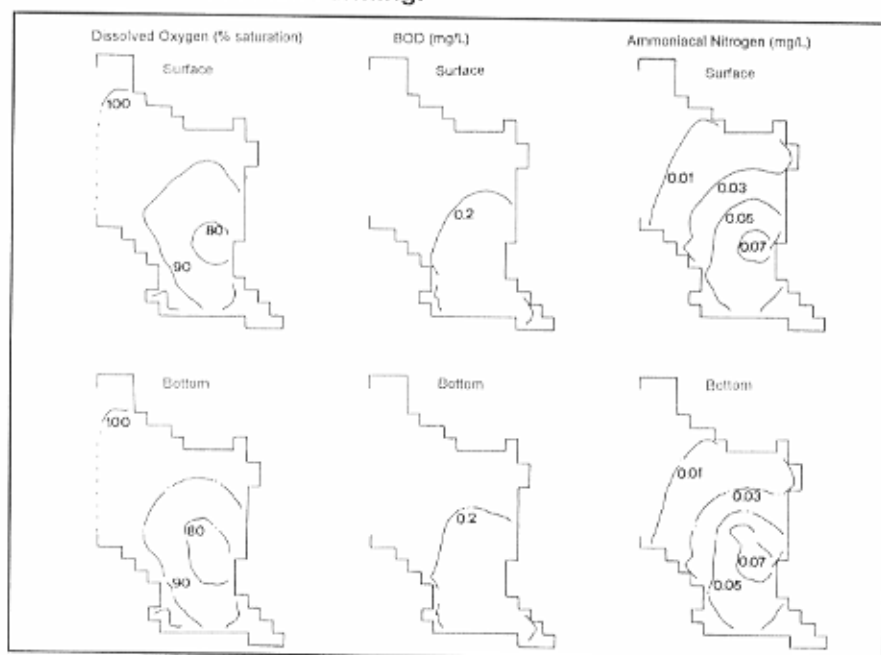 Dissolved Oxygen (% saturation)
Surface
100
80
90
BOD (mg/L)
Surface
0.2
Ammoniacal Nitrogen (mg/L)
Surface
0.01
0.03
0.05
0.07
Bottom
100
80
90
Bottom
0.2
Bottom
0.01
0.03
0.07
0.05